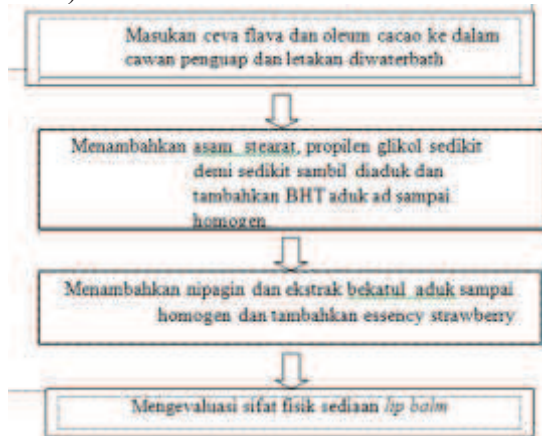 Masukan ceva flava dan oleum cacao ke dalam
cawan penguap dan letakan diwaterbath
Menambahkan asam stearat, propilen glikol sedikit
demi sedikit sambil diaduk dan
tambahkan BHT aduk ad sampai
homogen
Menambahkan nipagin dan ekstrak bekatul aduk sampai
homogen dan tambahkan essency strawberry
Mengevaluasi sifat fisik sediaan lip balm